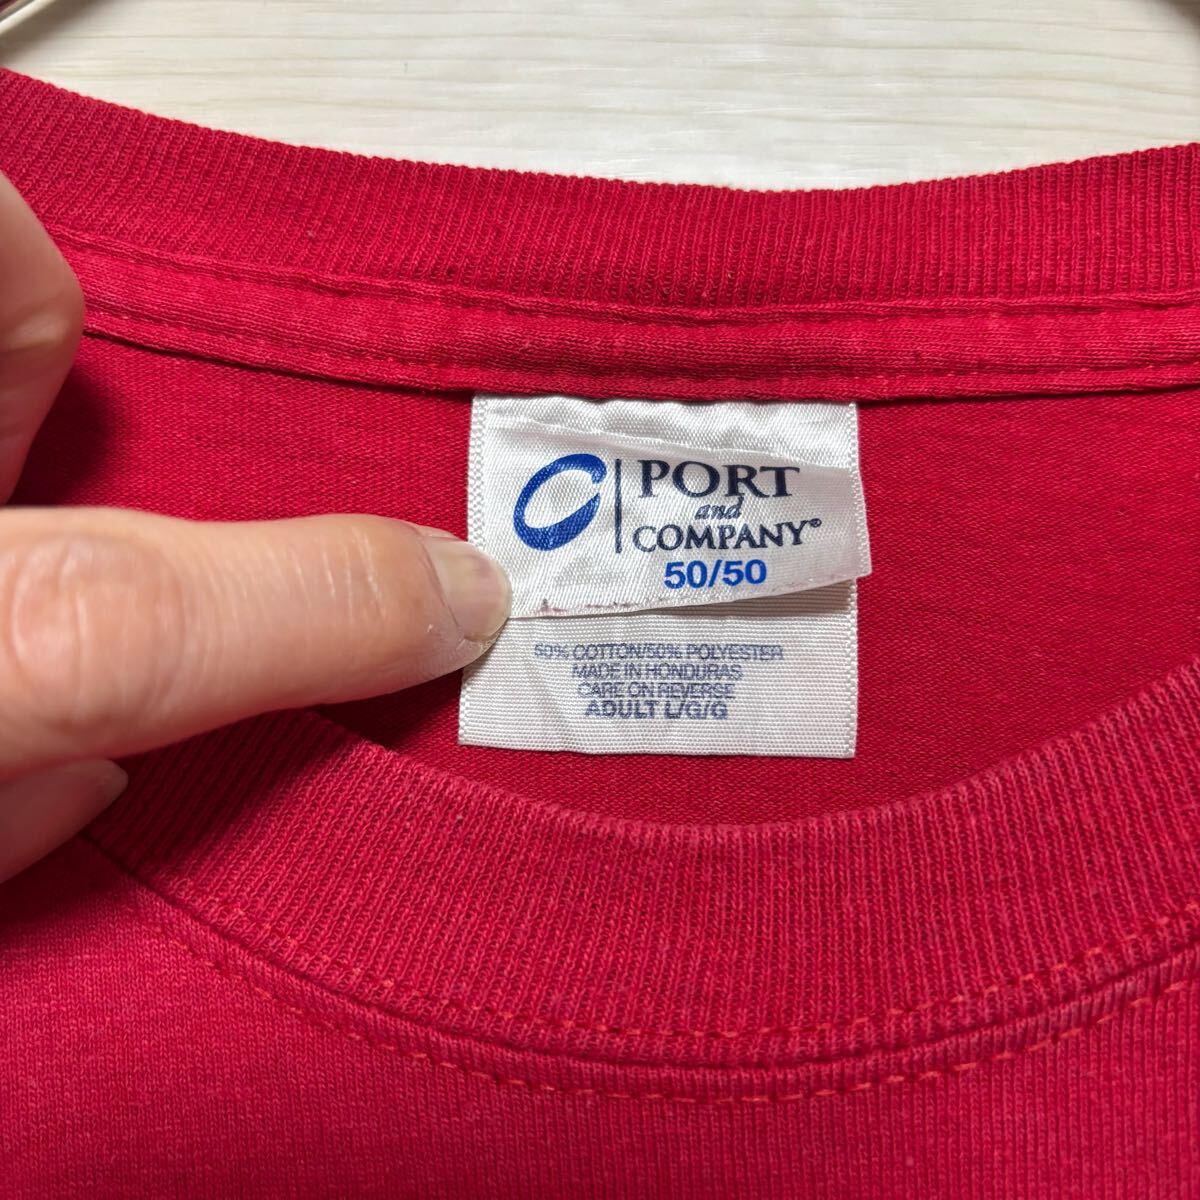 PORT
and
COMPANY®
50/50
50% COTTON/50% POLYESTER
MADE IN HONDURAS
CARE ON REVERSE
ADULT L/G/G